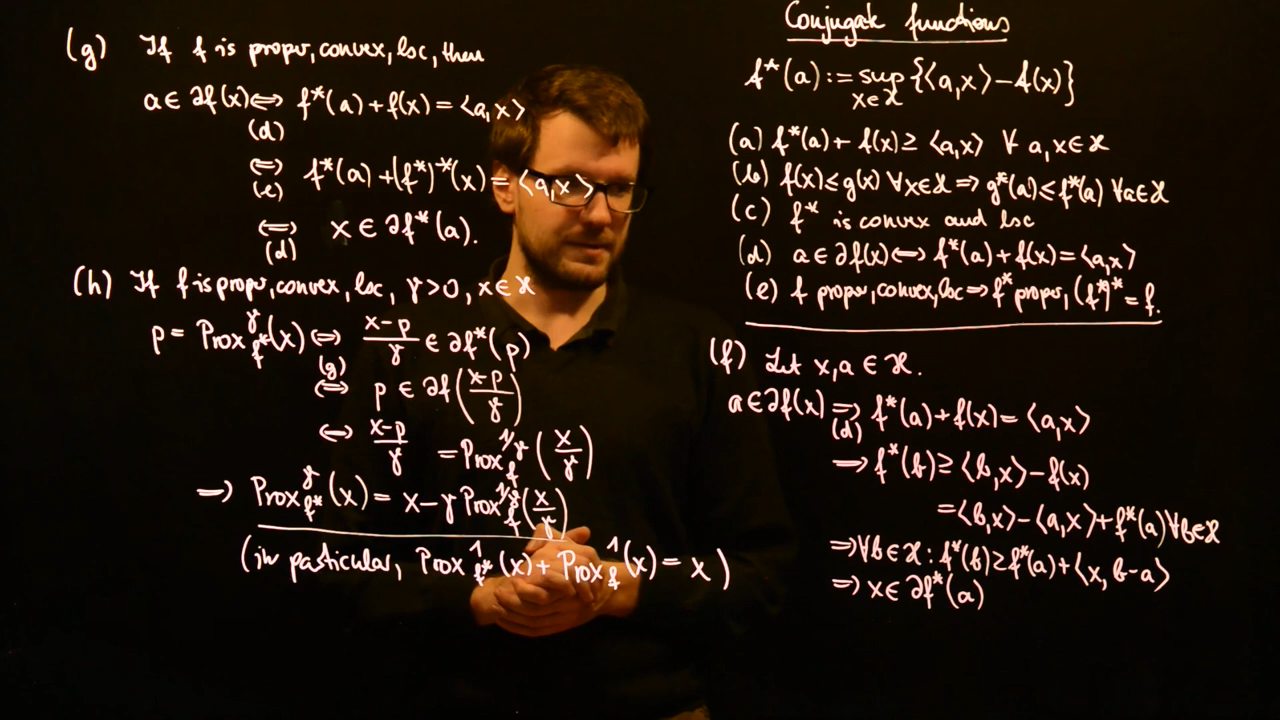 Conjugate functions
f*(a) := sup_{x∈𝓗} {⟨a,x⟩ − f(x)}
(a) f*(a) + f(x) ≥ ⟨a,x⟩ ∀ a,x∈𝓗
(b) f(x) ≤ g(x) ∀x∈𝓗 ⟹ g*(a) ≤ f*(a) ∀a∈𝓗
(c) f* is convex and lsc
(d) a∈∂f(x) ⟺ f*(a) + f(x) = ⟨a,x⟩
(e) f proper, convex, lsc ⟹ f* proper, (f*)* = f.
(f) Let x,a ∈ 𝓗.
a∈∂f(x) ⟹_{(d)} f*(a) + f(x) = ⟨a,x⟩
⟹ f*(b) ≥ ⟨b,x⟩ − f(x)
= ⟨b,x⟩ − ⟨a,x⟩ + f*(a) ∀b∈𝓗
⟹ ∀b∈𝓗: f*(b) ≥ f*(a) + ⟨x, b−a⟩
⟹ x∈ ∂f*(a)
(g) If f is proper, convex, lsc, then
a∈ ∂f(x) ⟺_{(d)} f*(a) + f(x) = ⟨a,x⟩
⟺_{(e)} f*(a) + (f*)*(x) = ⟨a,x⟩
⟺_{(d)} x ∈ ∂f*(a).
(h) If f is proper, convex, lsc, γ>0, x∈𝓗
p = Prox^γ_{f*}(x) ⟺ (x−p)/γ ∈ ∂f*(p)
⟺^{(g)} p ∈ ∂f((x−p)/γ)
⟺ (x−p)/γ = Prox^{1/γ}_f (x/γ)
⟹ Prox^γ_{f*}(x) = x − γ Prox^{1/γ}_f (x/γ)
(in particular, Prox^1_{f*}(x) + Prox^1_f(x) = x)